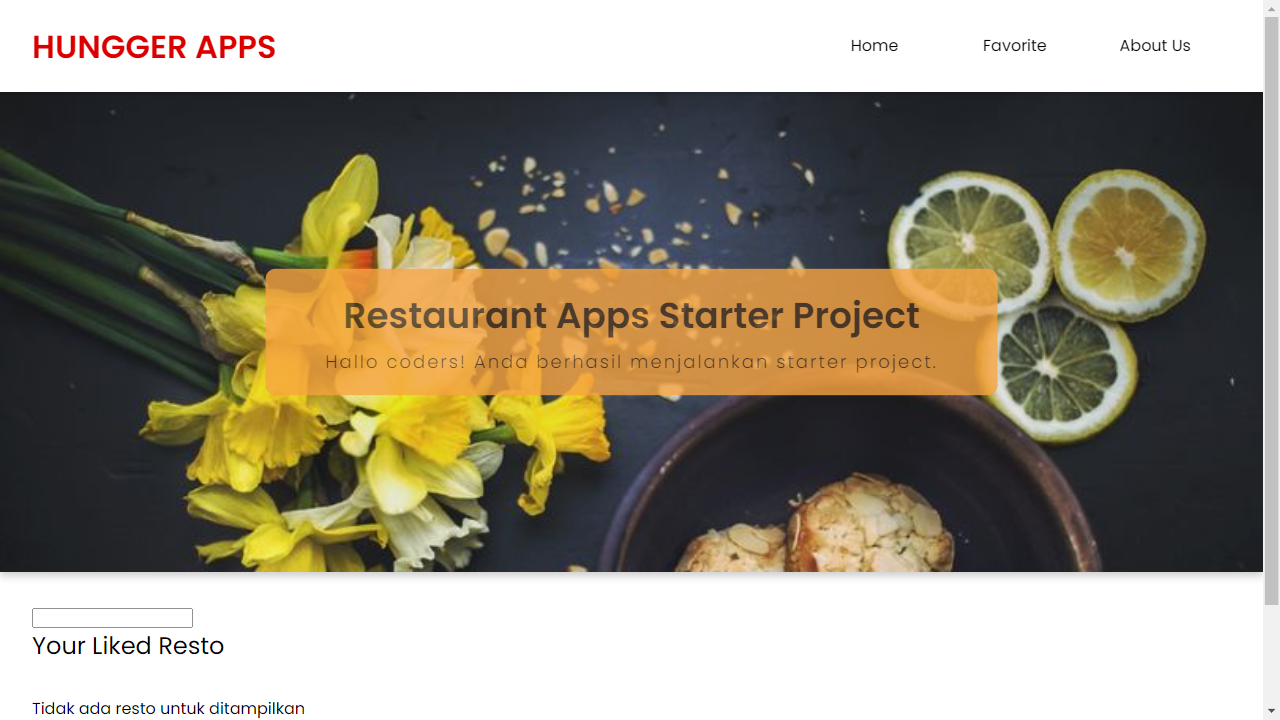 HUNGGER APPS
Home Favorite About Us
Restaurant Apps Starter Project
Hallo coders! Anda berhasil menjalankan starter project.
Your Liked Resto
Tidak ada resto untuk ditampilkan